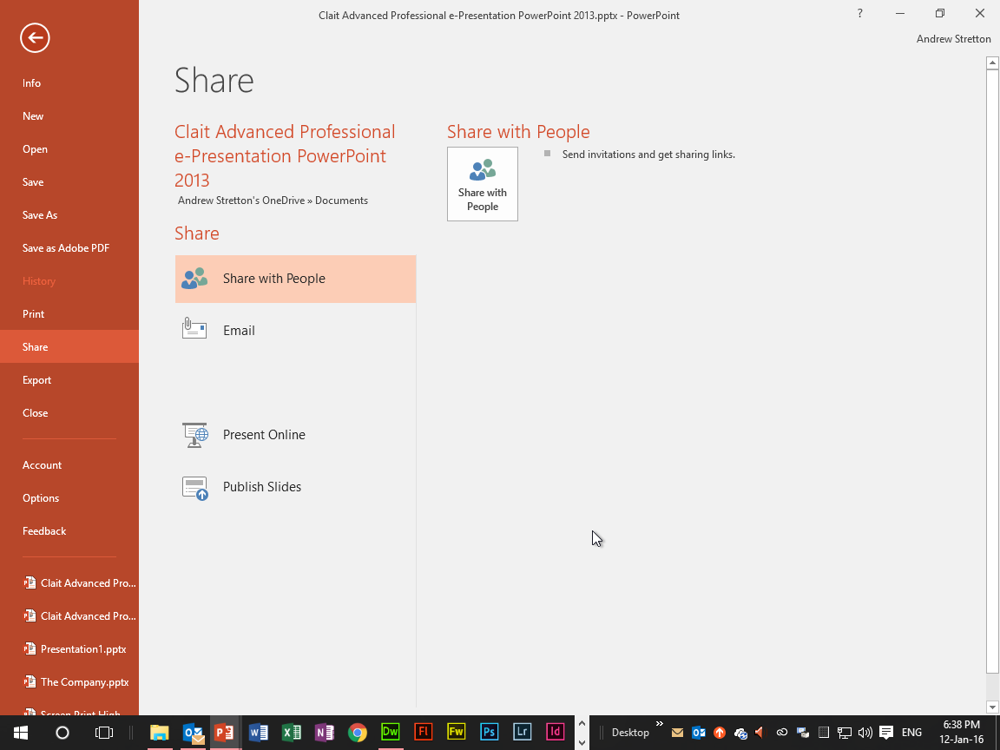 Clait Advanced Professional e-Presentation PowerPoint 2013.pptx - PowerPoint
?
Andrew Stretton
Info
New
Open
Save
Save As
Save as Adobe PDF
History
Print
Share
Export
Close
Account
Options
Feedback
Clait Advanced Pro...
Clait Advanced Pro...
Presentation1.pptx
The Company.pptx
Screen Print High
Share
Clait Advanced Professional
e-Presentation PowerPoint
2013
Andrew Stretton's OneDrive » Documents
Share
Share with People
Email
Present Online
Publish Slides
Share with People
Share with
People
Send invitations and get sharing links.
Dw
Fl
Fw
Ps
Lr
Id
Desktop
»
ENG
6:38 PM
12-Jan-16